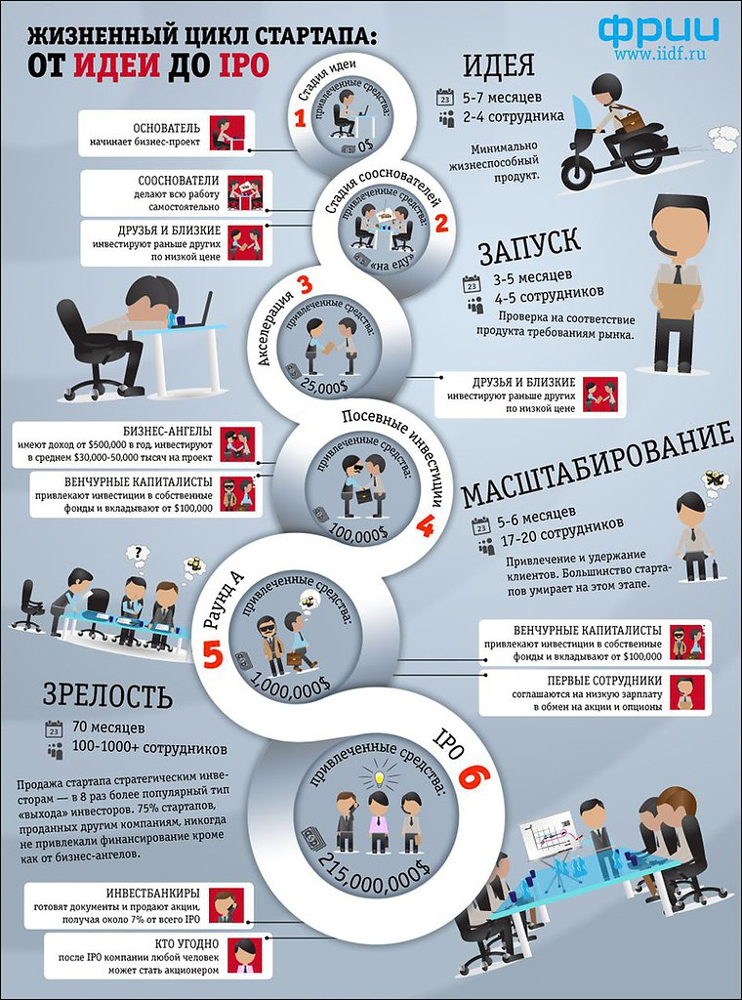 ЖИЗНЕННЫЙ ЦИКЛ СТАРТАПА:
ОТ ИДЕИ ДО IPO
фрии
www.iidf.ru
Стадия идеи
1
привлеченные средства:
0$
ИДЕЯ
5-7 месяцев
2-4 сотрудника
Минимально
жизнеспособный
продукт.
ОСНОВАТЕЛЬ
начинает бизнес-проект
СООСНОВАТЕЛИ
делают всю работу
самостоятельно
ДРУЗЬЯ И БЛИЗКИЕ
инвестируют раньше других
по низкой цене
Стадия сооснователей
2
привлеченные средства:
«на еду»
ЗАПУСК
3-5 месяцев
4-5 сотрудников
Проверка на соответствие
продукта требованиям рынка.
Акселерация
3
привлеченные средства:
25,000$
ДРУЗЬЯ И БЛИЗКИЕ
инвестируют раньше других
по низкой цене
БИЗНЕС-АНГЕЛЫ
имеют доход от $500,000 в год, инвестируют
в среднем $30,000-50,000 тысяч на проект
ВЕНЧУРНЫЕ КАПИТАЛИСТЫ
привлекают инвестиции в собственные
фонды и вкладывают от $100,000
Посевные инвестиции
4
привлеченные средства:
100,000$
МАСШТАБИРОВАНИЕ
5-6 месяцев
17-20 сотрудников
Привлечение и удержание
клиентов. Большинство старта-
пов умирает на этом этапе.
?
Раунд А
5
привлеченные средства:
1,000,000$
ВЕНЧУРНЫЕ КАПИТАЛИСТЫ
привлекают инвестиции в собственные
фонды и вкладывают от $100,000
ПЕРВЫЕ СОТРУДНИКИ
соглашаются на низкую зарплату
в обмен на акции и опционы
ЗРЕЛОСТЬ
70 месяцев
100-1000+ сотрудников
Продажа стартапа стратегическим инве-
сторам — в 8 раз более популярный тип
«выхода» инвесторов. 75% стартапов,
проданных другим компаниям, никогда
не привлекали финансирование кроме
как от бизнес-ангелов.
IPO
6
привлеченные средства:
215,000,000$
ИНВЕСТБАНКИРЫ
готовят документы и продают акции,
получая около 7% от всего IPO
КТО УГОДНО
после IPO компании любой человек
может стать акционером